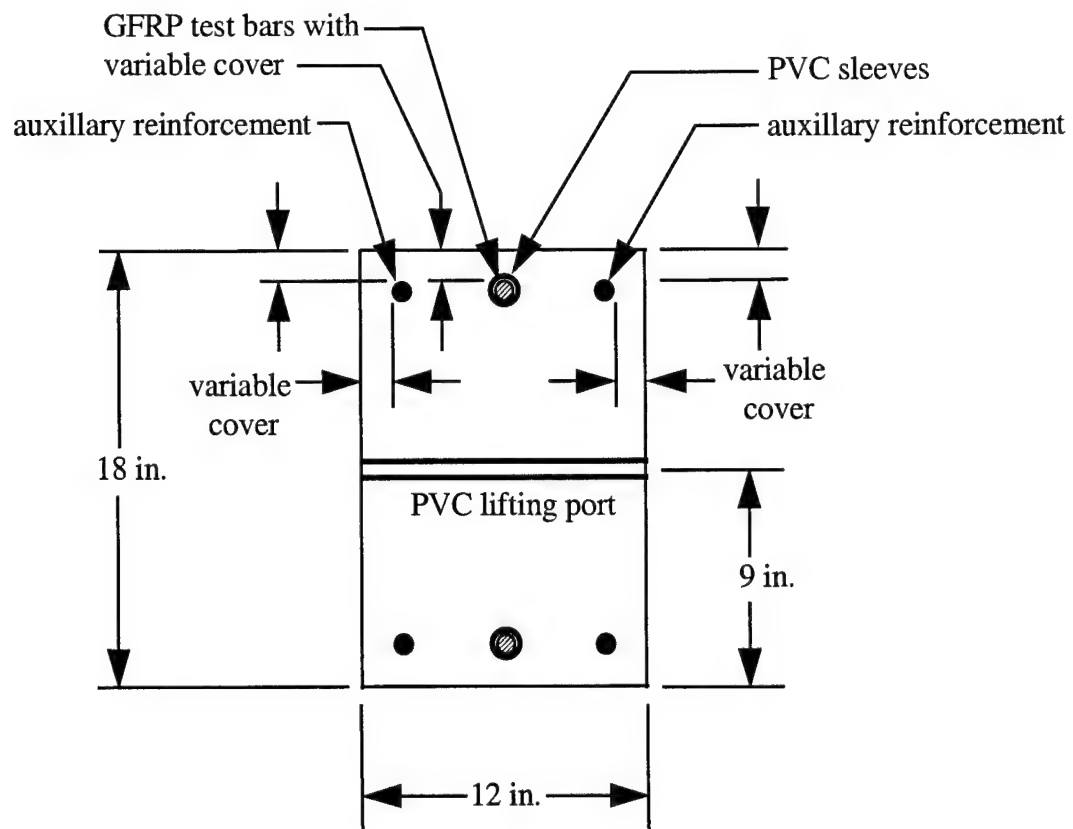 GFRP test bars with
variable cover
PVC sleeves
auxillary reinforcement
auxillary reinforcement
variable
cover
variable
cover
18 in.
PVC lifting port
9 in.
12 in.